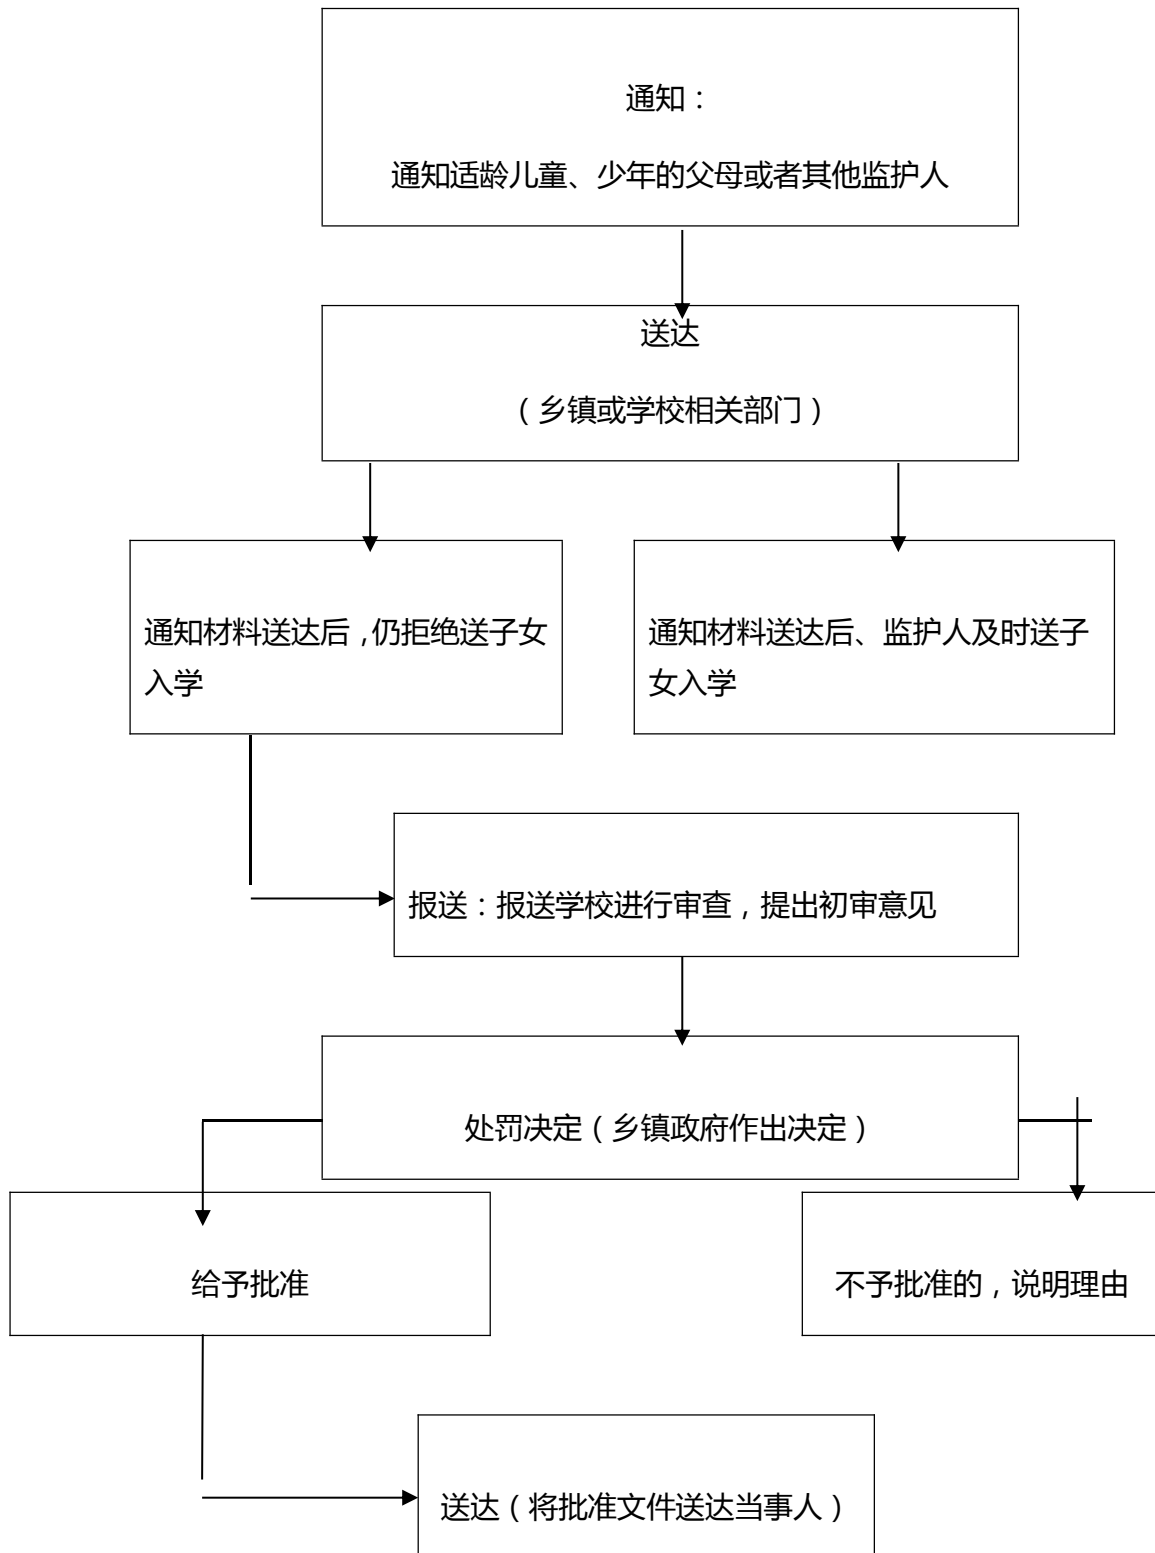 通知：
通知适龄儿童、少年的父母或者其他监护人
送达
（乡镇或学校相关部门）
通知材料送达后，仍拒绝送子女
入学
通知材料送达后、监护人及时送子
女入学
报送：报送学校进行审查，提出初审意见
处罚决定（乡镇政府作出决定）
给予批准
不予批准的，说明理由
送达（将批准文件送达当事人）